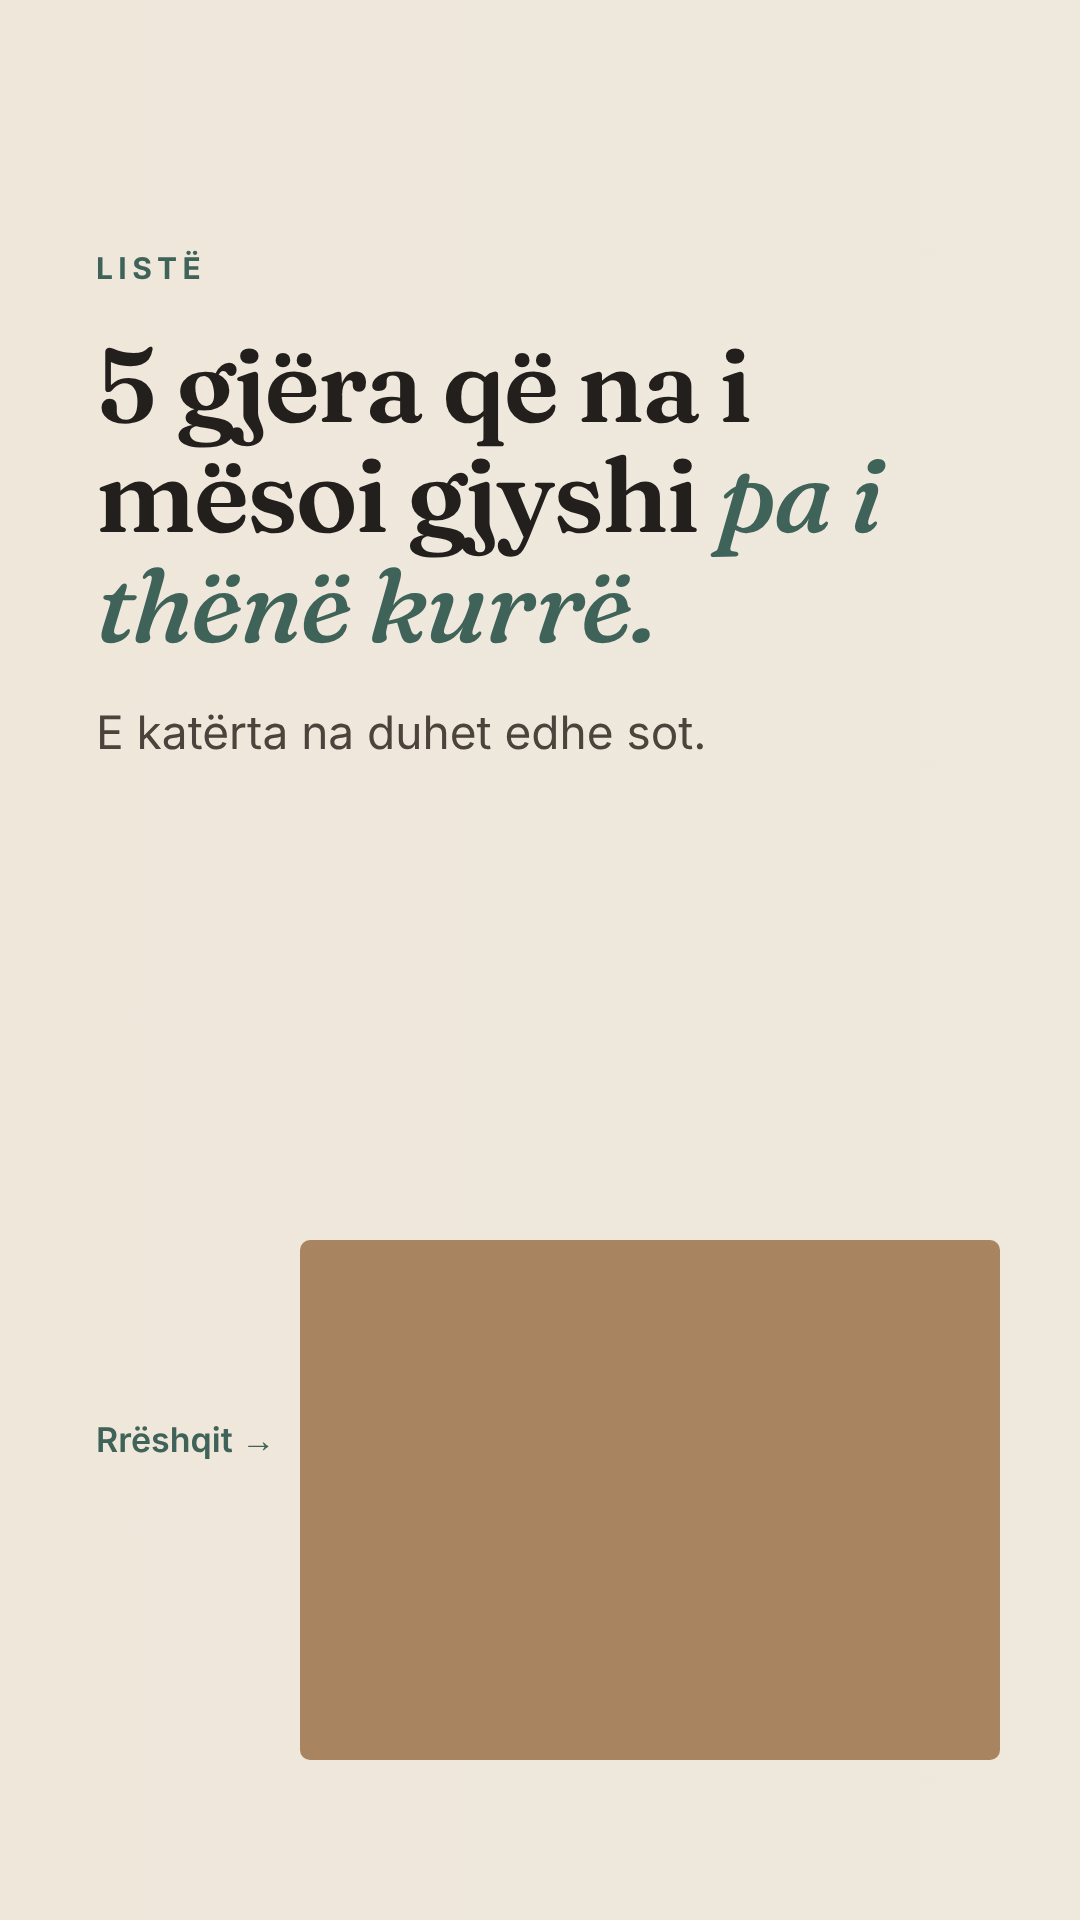 LISTË
5 gjëra që na i
mësoi gjyshi pa i
thënë kurrë.
E katërta na duhet edhe sot.
Rrëshqit →